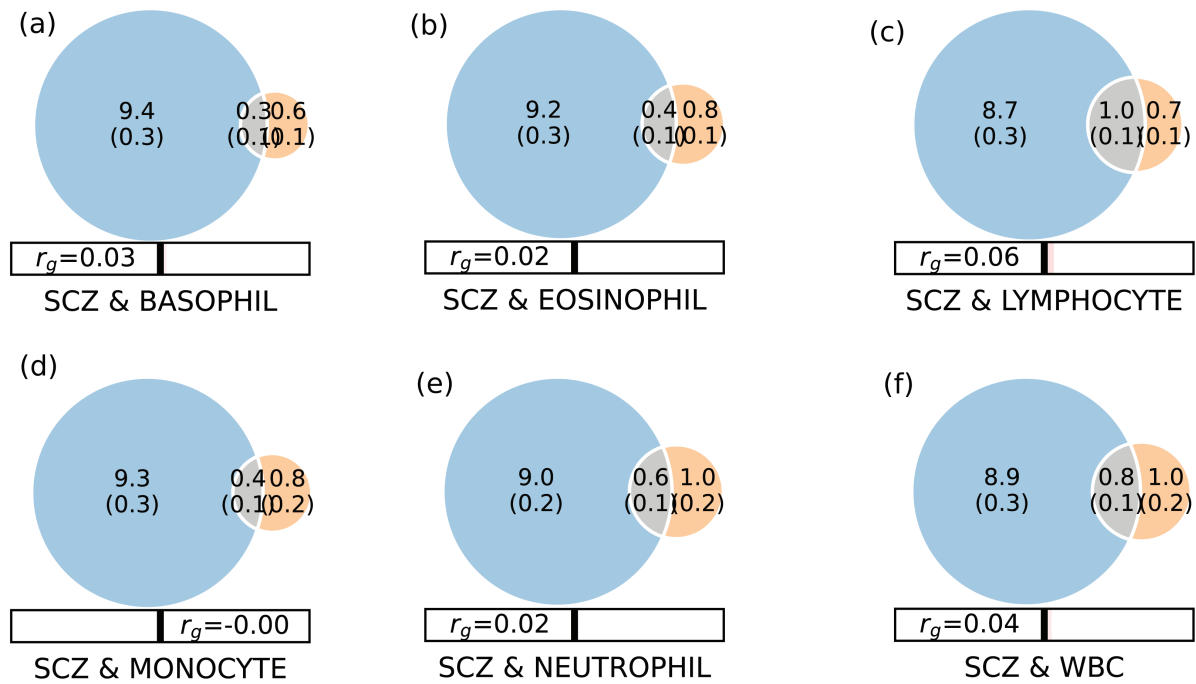 (a)
9.4 0.3 0.6
(0.3) (0.1) (0.1)
r_g=0.03
SCZ & BASOPHIL
(b)
9.2 0.4 0.8
(0.3) (0.1) (0.1)
r_g=0.02
SCZ & EOSINOPHIL
(c)
8.7 1.0 0.7
(0.3) (0.1) (0.1)
r_g=0.06
SCZ & LYMPHOCYTE
(d)
9.3 0.4 0.8
(0.3) (0.1) (0.2)
r_g=-0.00
SCZ & MONOCYTE
(e)
9.0 0.6 1.0
(0.2) (0.1) (0.2)
r_g=0.02
SCZ & NEUTROPHIL
(f)
8.9 0.8 1.0
(0.3) (0.1) (0.2)
r_g=0.04
SCZ & WBC